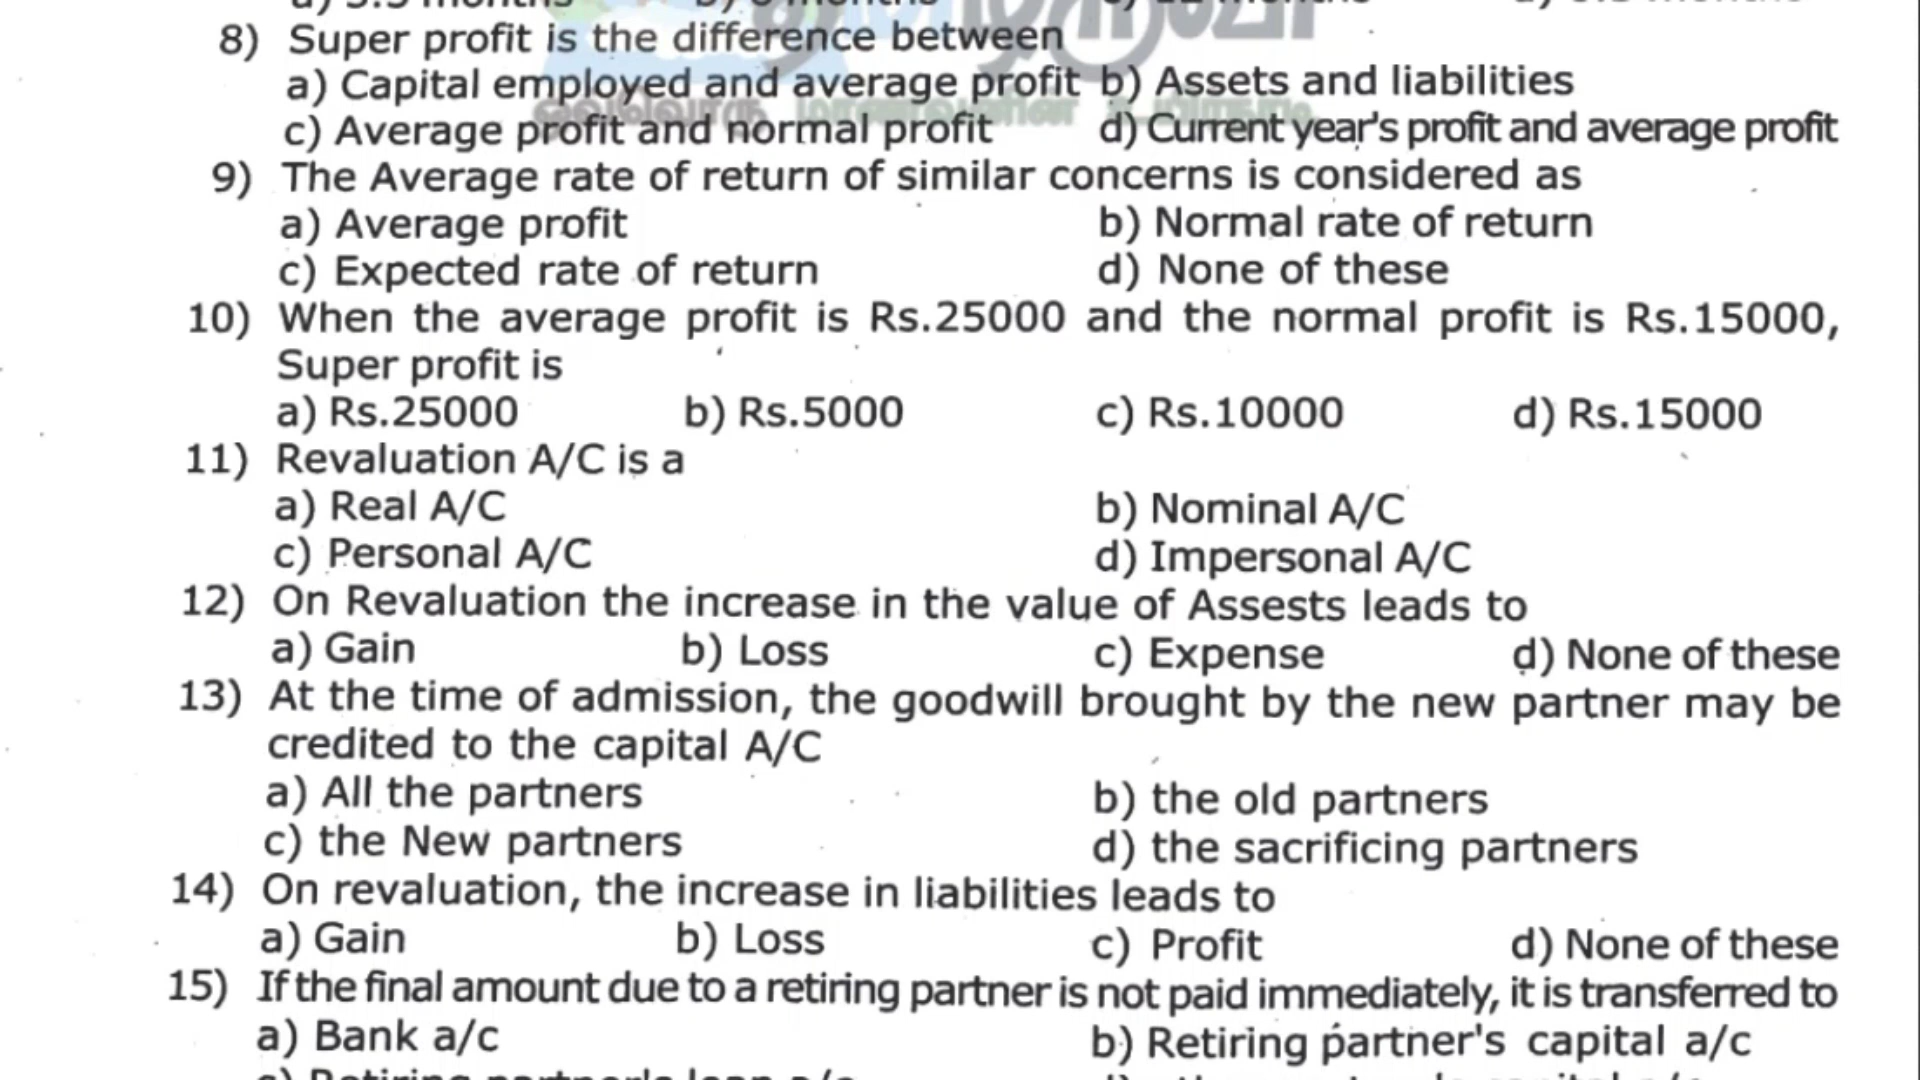 8) Super profit is the difference between
a) Capital employed and average profit b) Assets and liabilities
c) Average profit and normal profit d) Current year's profit and average profit
9) The Average rate of return of similar concerns is considered as
a) Average profit b) Normal rate of return
c) Expected rate of return d) None of these
10) When the average profit is Rs.25000 and the normal profit is Rs.15000,
Super profit is
a) Rs.25000 b) Rs.5000 c) Rs.10000 d) Rs.15000
11) Revaluation A/C is a
a) Real A/C b) Nominal A/C
c) Personal A/C d) Impersonal A/C
12) On Revaluation the increase in the value of Assests leads to
a) Gain b) Loss c) Expense d) None of these
13) At the time of admission, the goodwill brought by the new partner may be
credited to the capital A/C
a) All the partners b) the old partners
c) the New partners d) the sacrificing partners
14) On revaluation, the increase in liabilities leads to
a) Gain b) Loss c) Profit d) None of these
15) If the final amount due to a retiring partner is not paid immediately, it is transferred to
a) Bank a/c b) Retiring partner's capital a/c